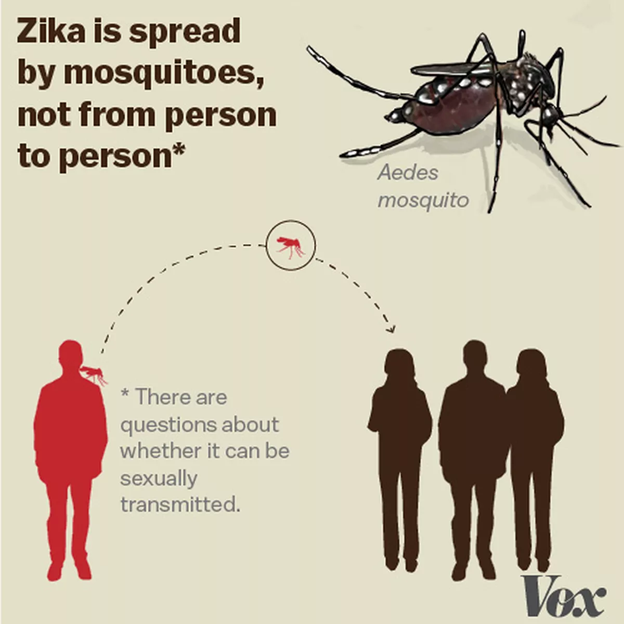 Zika is spread
by mosquitoes,
not from person
to person*
Aedes
mosquito
* There are
questions about
whether it can be
sexually
transmitted.
Vox